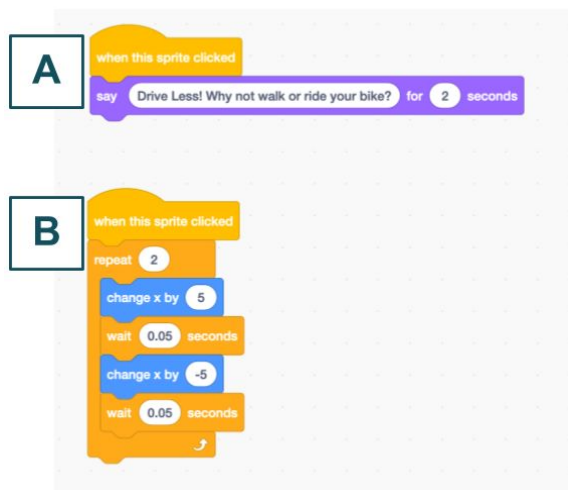 A
when this sprite clicked
say Drive Less! Why not walk or ride your bike? for 2 seconds
B
when this sprite clicked
repeat 2
change x by 5
wait 0.05 seconds
change x by -5
wait 0.05 seconds